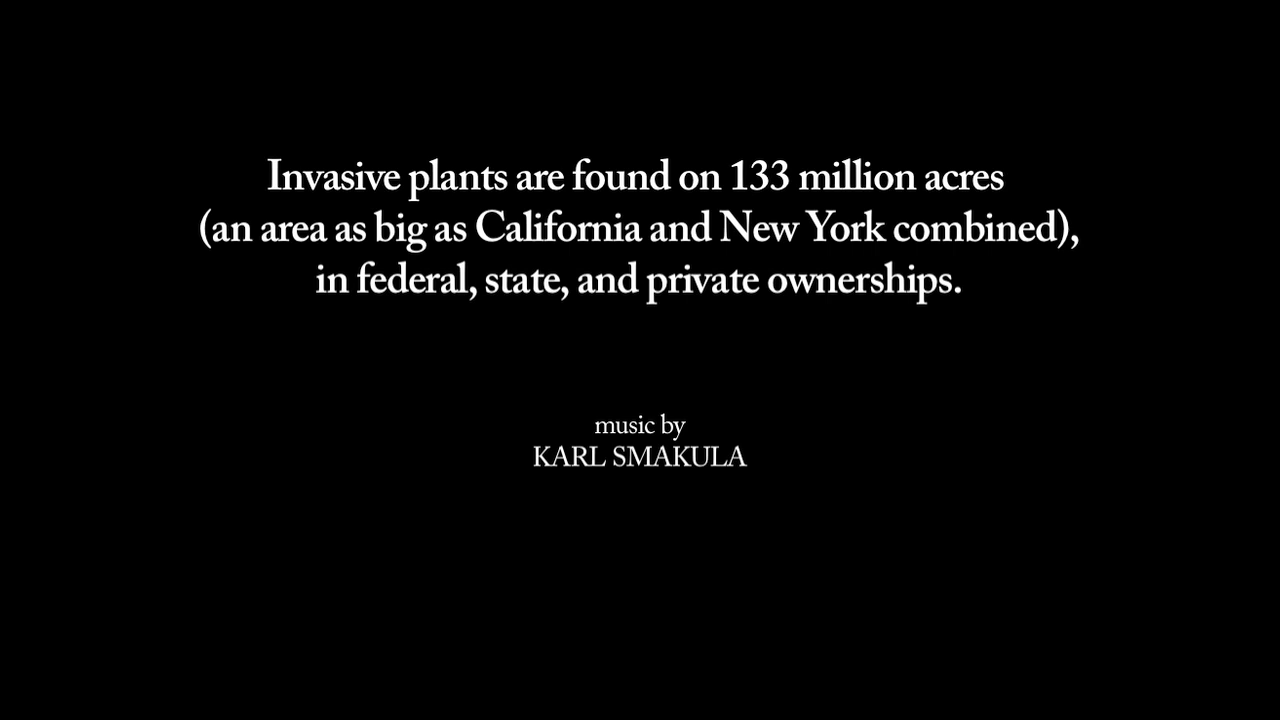 Invasive plants are found on 133 million acres
(an area as big as California and New York combined),
in federal, state, and private ownerships.
music by
KARL SMAKULA